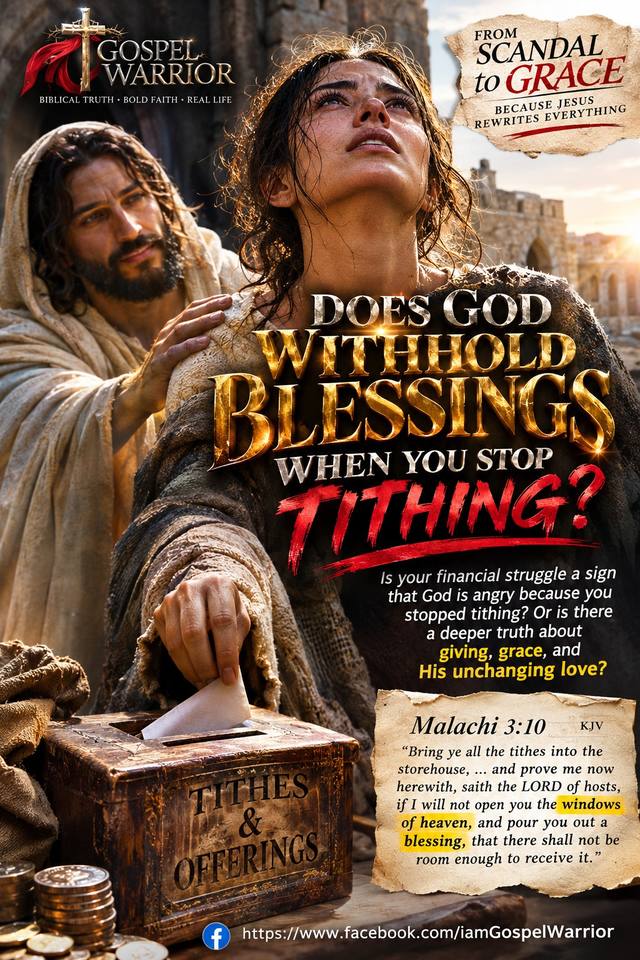 GOSPEL
WARRIOR
BIBLICAL TRUTH • BOLD FAITH • REAL LIFE
FROM
SCANDAL
to GRACE
BECAUSE JESUS
REWRITES EVERYTHING
DOES GOD
WITHHOLD
BLESSINGS
WHEN YOU STOP
TITHING?
Is your financial struggle a sign
that God is angry because you
stopped tithing? Or is there
a deeper truth about
giving, grace, and
His unchanging love?
Malachi 3:10 KJV
“Bring ye all the tithes into the
storehouse, ... and prove me now
herewith, saith the LORD of hosts,
if I will not open you the windows
of heaven, and pour you out a
blessing, that there shall not be
room enough to receive it.”
TITHES
&
OFFERINGS
https://www.facebook.com/iamGospelWarrior